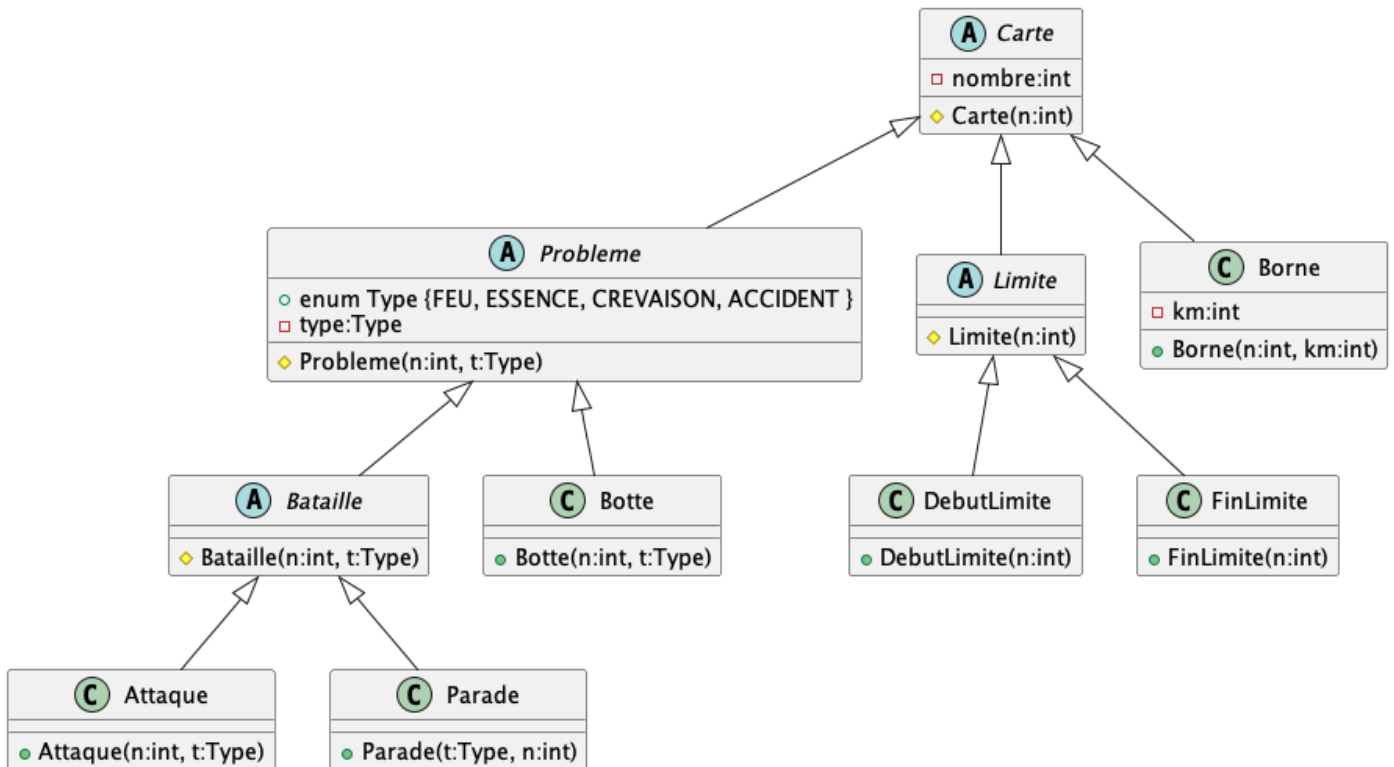 A Carte
nombre:int
Carte(n:int)
A Probleme
enum Type {FEU, ESSENCE, CREVAISON, ACCIDENT }
type:Type
Probleme(n:int, t:Type)
A Limite
Limite(n:int)
C Borne
km:int
Borne(n:int, km:int)
A Bataille
Bataille(n:int, t:Type)
C Botte
Botte(n:int, t:Type)
C DebutLimite
DebutLimite(n:int)
C FinLimite
FinLimite(n:int)
C Attaque
Attaque(n:int, t:Type)
C Parade
Parade(t:Type, n:int)